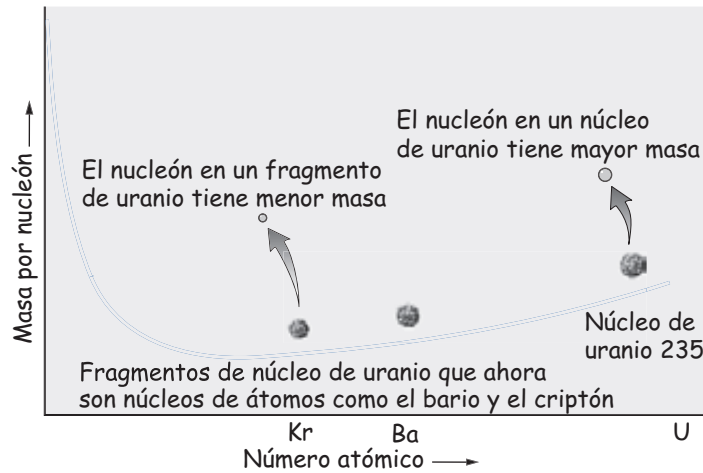 El nucleón en un núcleo
de uranio tiene mayor masa
El nucleón en un fragmento
de uranio tiene menor masa
Masa por nucleón
Núcleo de
uranio 235
Fragmentos de núcleo de uranio que ahora
son núcleos de átomos como el bario y el criptón
Kr
Ba
U
Número atómico